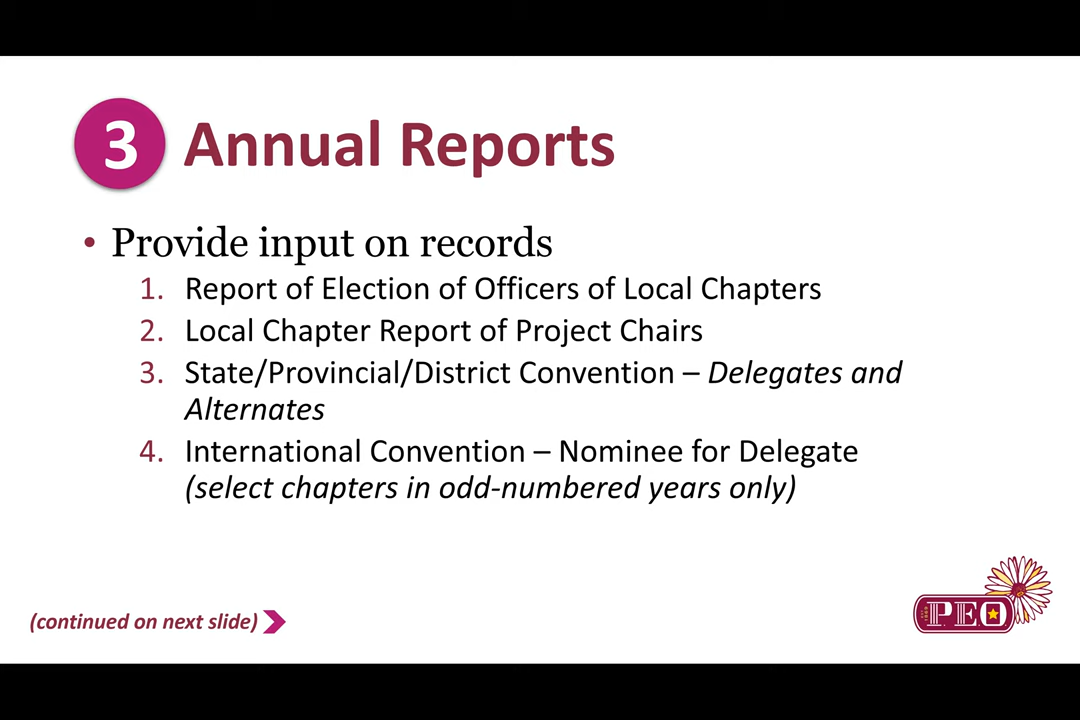 3 Annual Reports
• Provide input on records
1. Report of Election of Officers of Local Chapters
2. Local Chapter Report of Project Chairs
3. State/Provincial/District Convention – Delegates and
Alternates
4. International Convention – Nominee for Delegate
(select chapters in odd-numbered years only)
(continued on next slide)
PEO